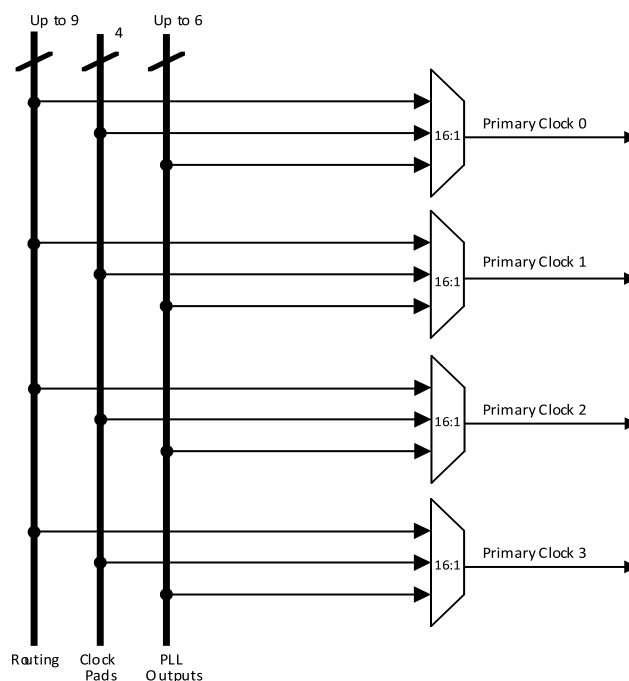 Up to 9
4
Up to 6
Primary Clock 0
16:1
Primary Clock 1
16:1
Primary Clock 2
16:1
Primary Clock 3
16:1
Routing
Clock
Pads
PLL
Outputs